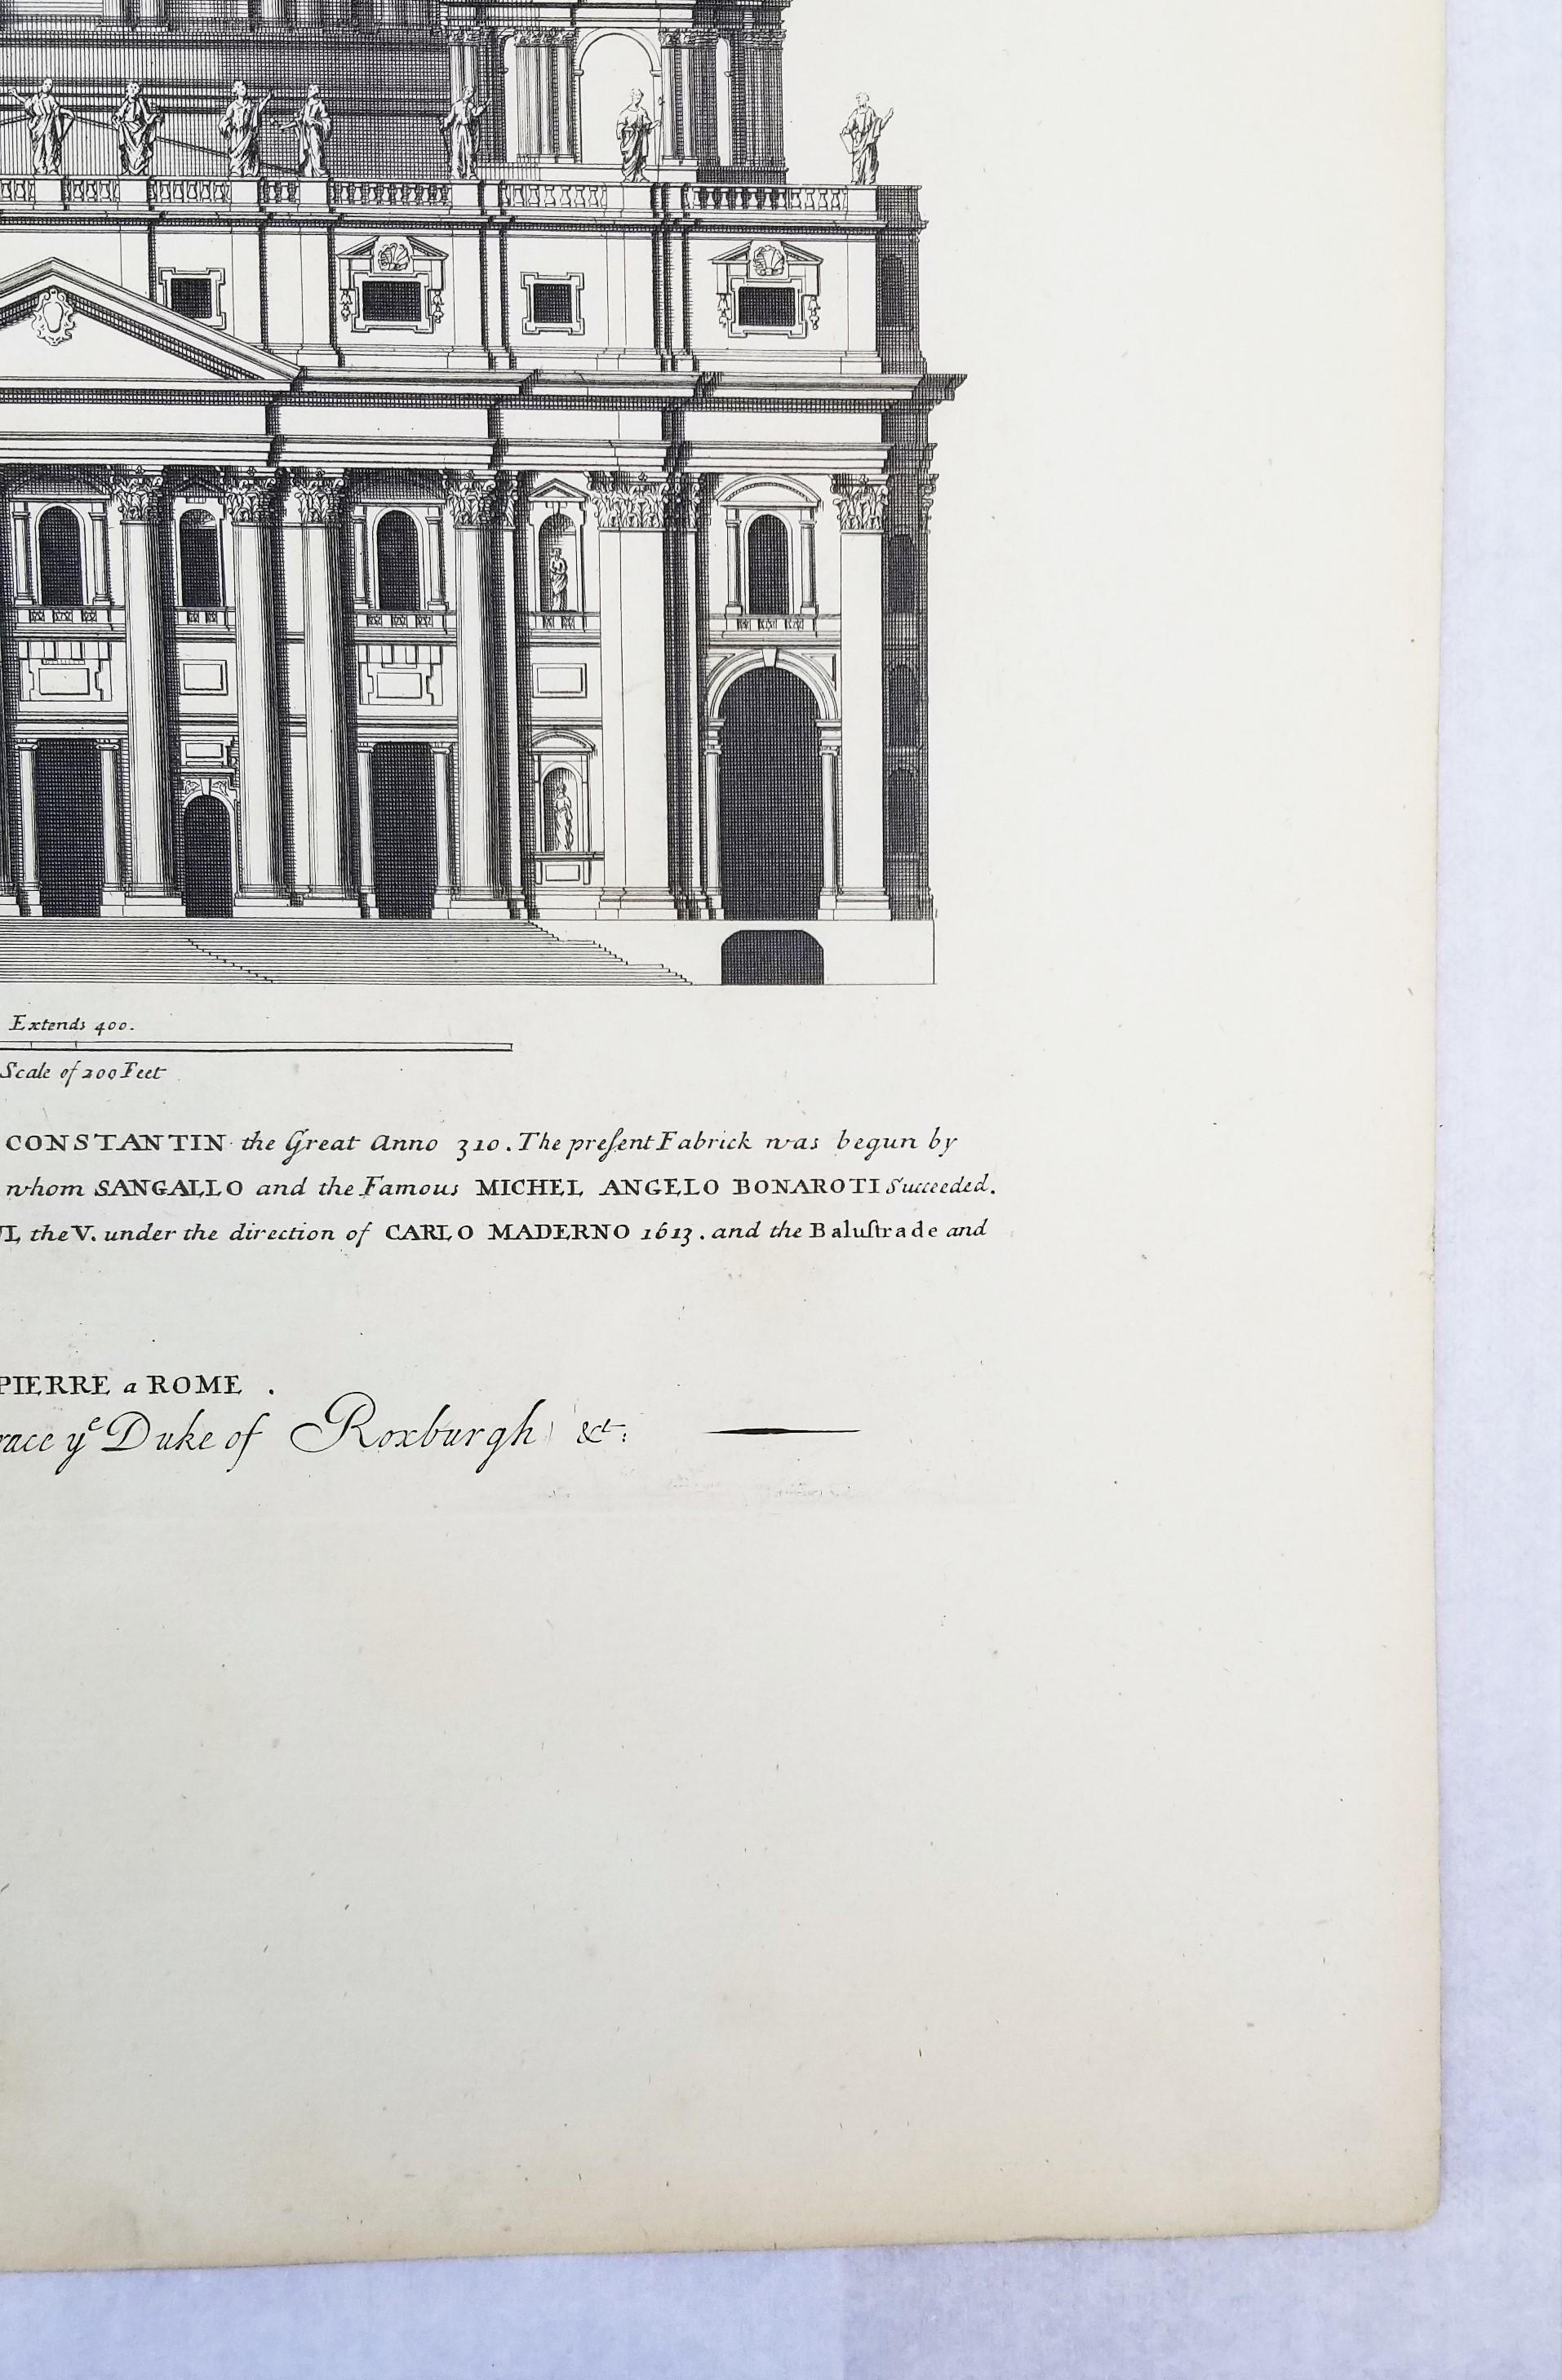 Extends 400.
Scale of 200 Feet
CONSTANTIN the Great Anno 310. The preſent Fabrick was begun by
whom SANGALLO and the Famous MICHEL ANGELO BONAROTI Succeeded.
the V. under the direction of CARLO MADERNO 1613. and the Baluſtrade and
PIERRE a ROME.
race yᵉ Duke of Roxburgh &ct: